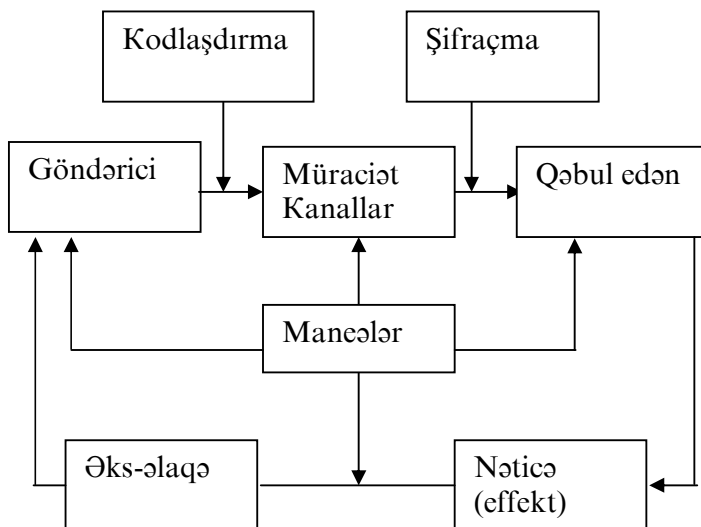 Kodlaşdırma
Şifraçma
Göndərici
Müraciət
Kanallar
Qəbul edən
Maneələr
Əks-əlaqə
Nəticə
(effekt)